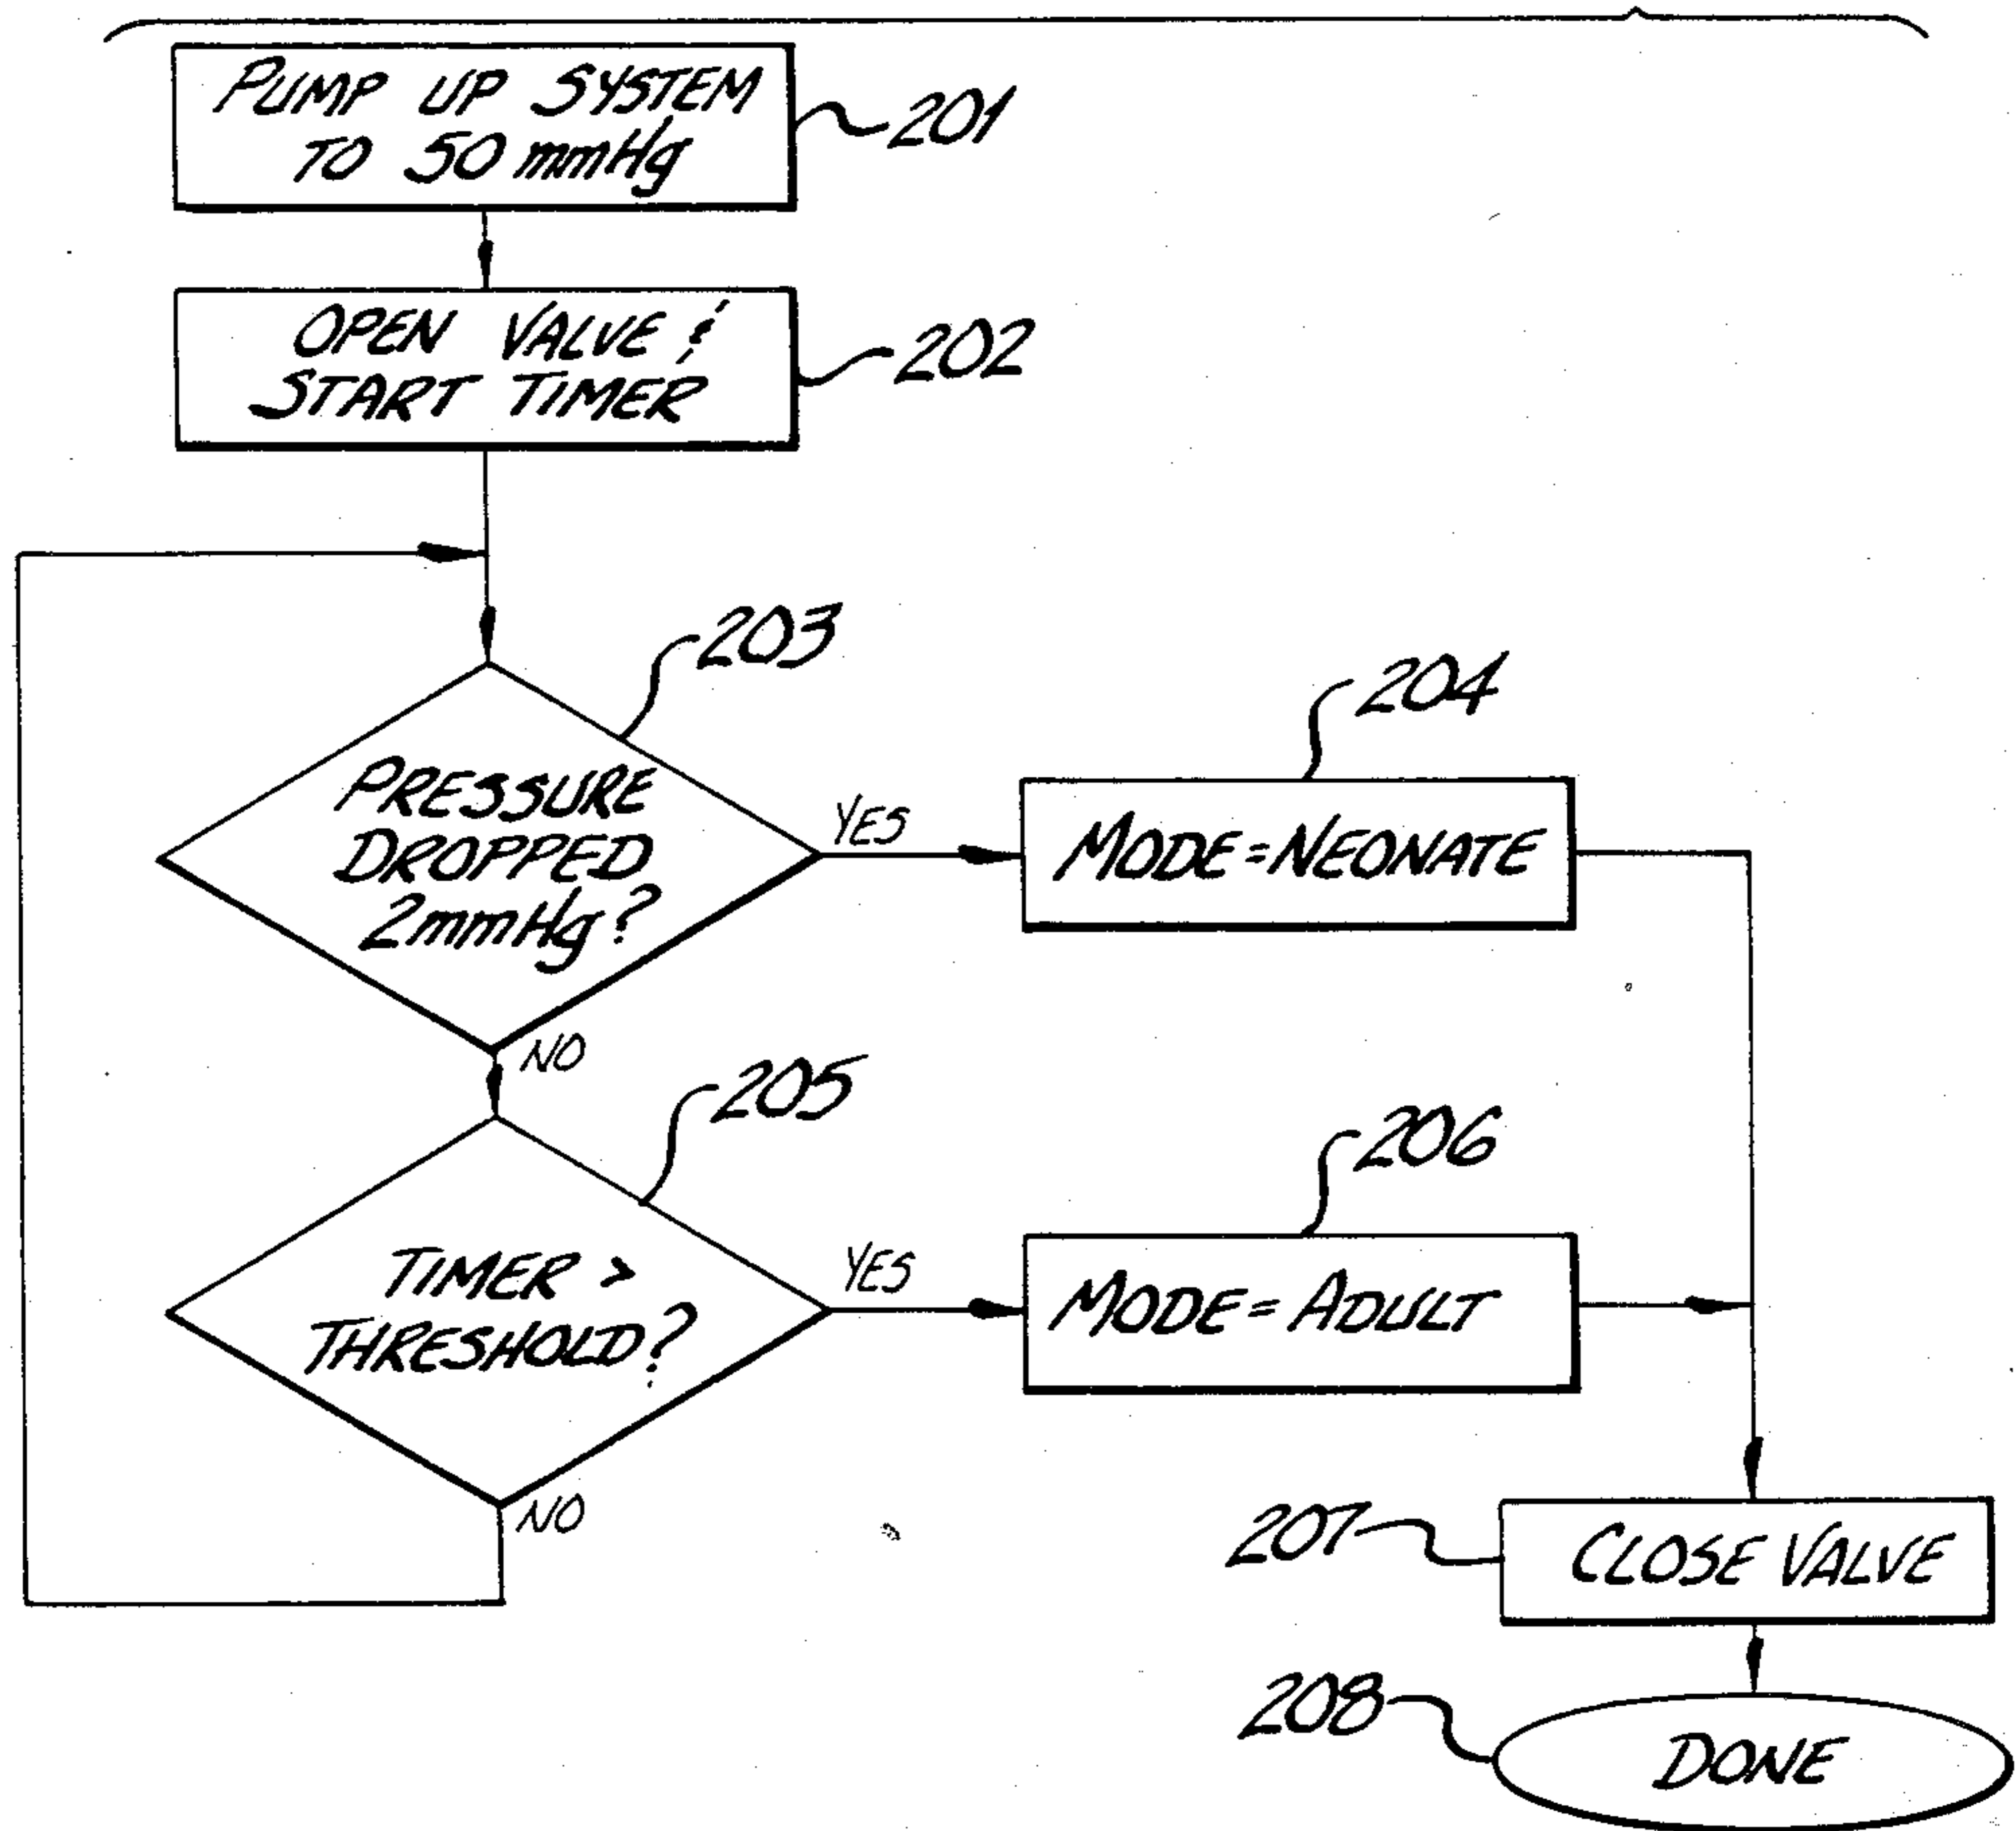 PUMP UP SYSTEM
TO 50 mmHg
201
OPEN VALVE &
START TIMER
202
203
PRESSURE
DROPPED
2mmHg?
YES
NO
204
MODE=NEONATE
205
TIMER >
THRESHOLD?
YES
NO
206
MODE=ADULT
207
CLOSE VALVE
208
DONE